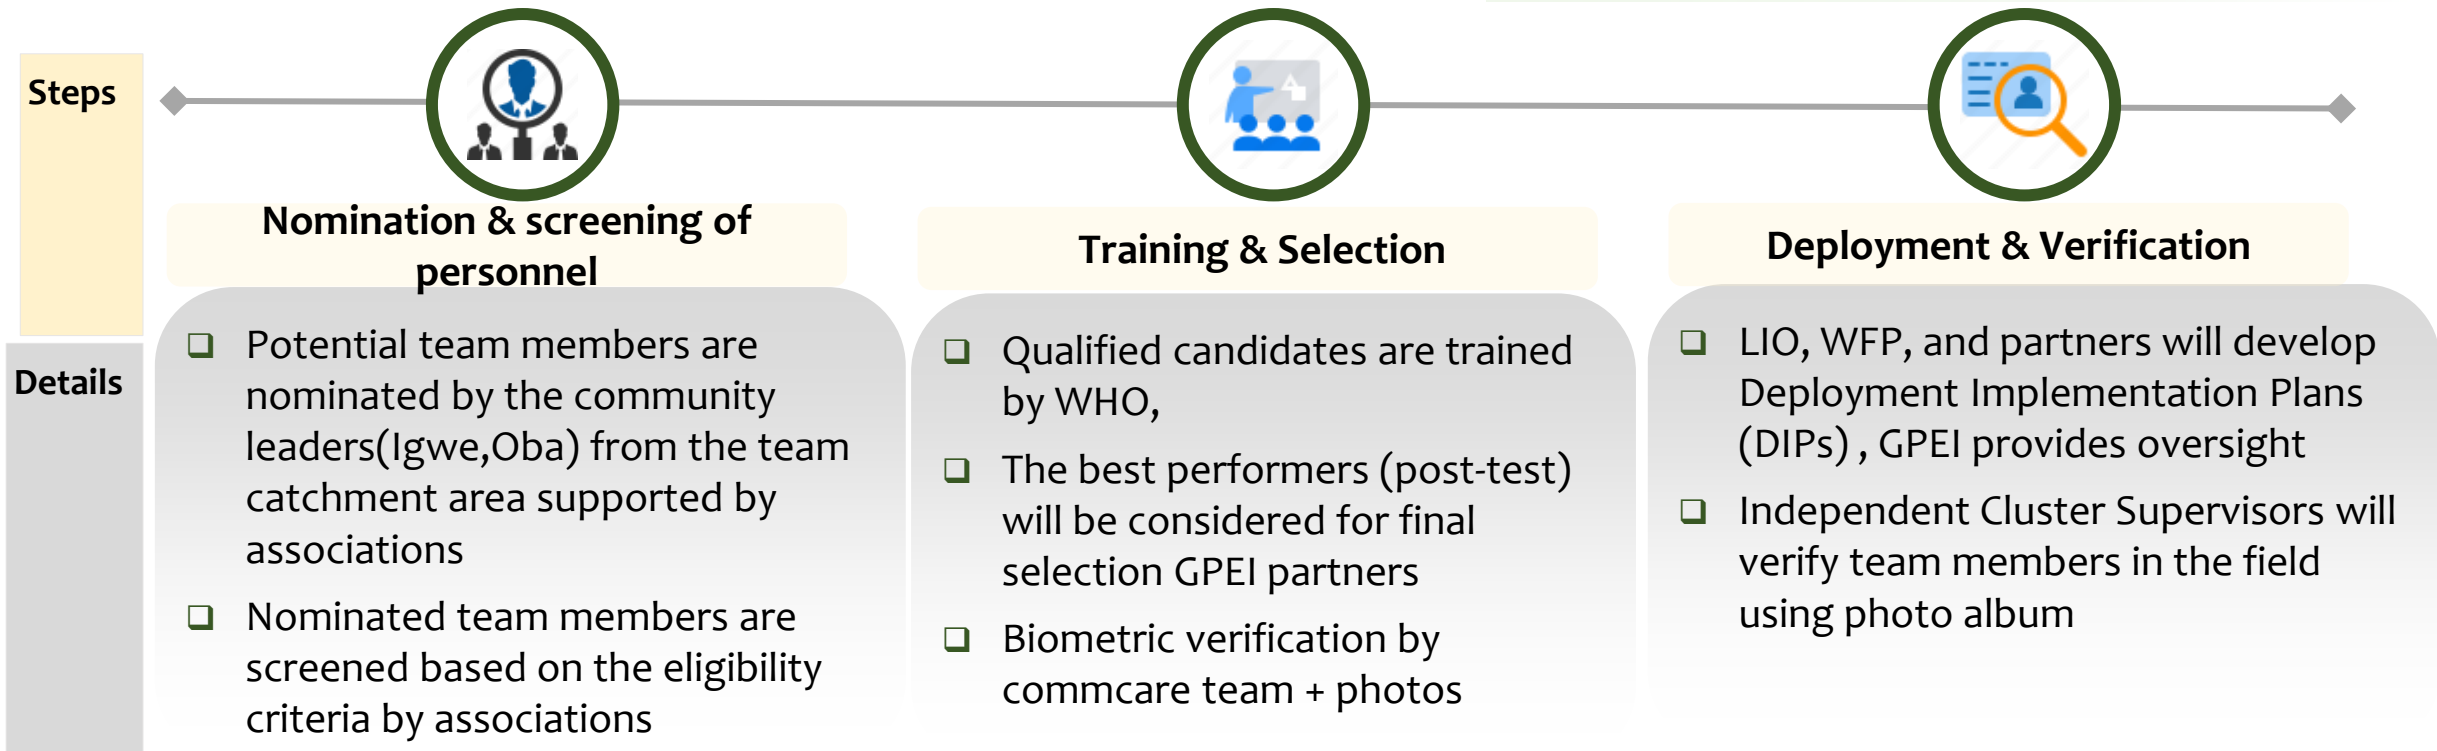 Steps
Nomination & screening of
personnel
Training & Selection
Deployment & Verification
Details
❑ Potential team members are
nominated by the community
leaders(Igwe,Oba) from the team
catchment area supported by
associations
❑ Nominated team members are
screened based on the eligibility
criteria by associations
❑ Qualified candidates are trained
by WHO,
❑ The best performers (post-test)
will be considered for final
selection GPEI partners
❑ Biometric verification by
commcare team + photos
❑ LIO, WFP, and partners will develop
Deployment Implementation Plans
(DIPs) , GPEI provides oversight
❑ Independent Cluster Supervisors will
verify team members in the field
using photo album